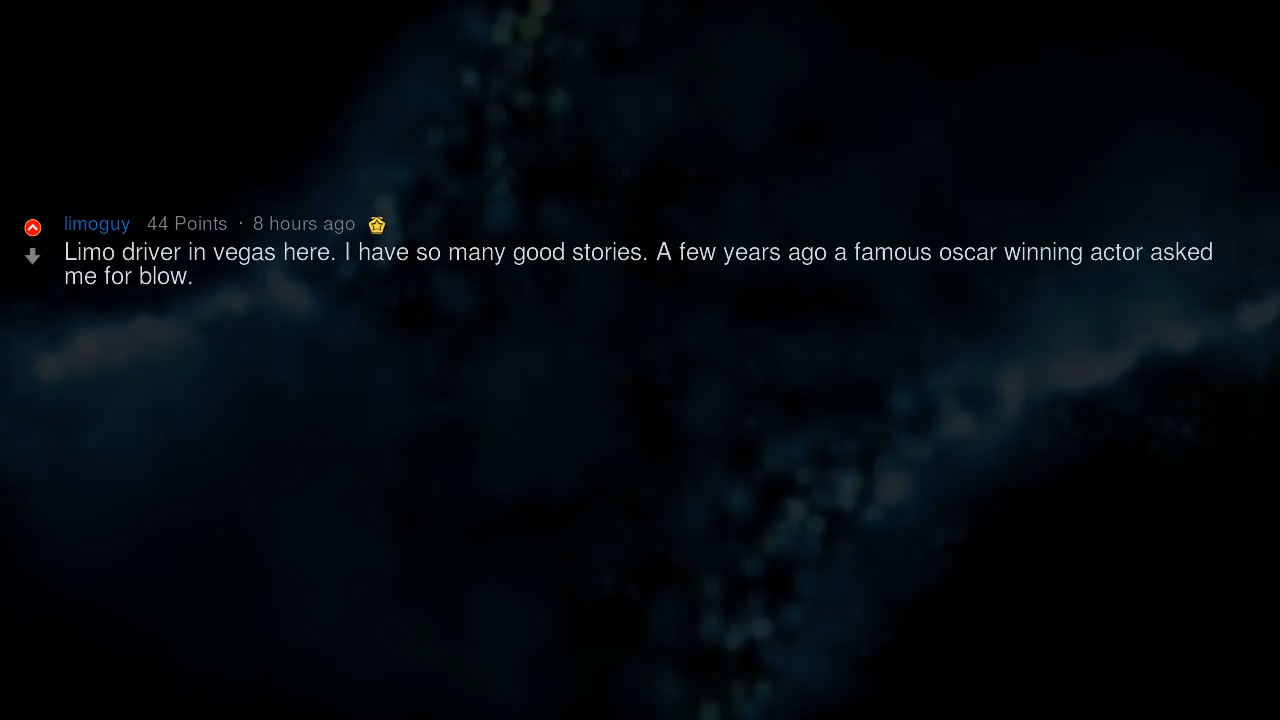 limoguy 44 Points · 8 hours ago
Limo driver in vegas here. I have so many good stories. A few years ago a famous oscar winning actor asked
me for blow.